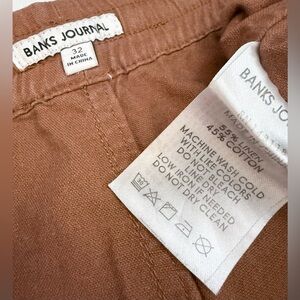 BANKS JOURNAL
32
MADE
IN CHINA
BANKS JO
55% LINEN
45% COTTON
MACHINE WASH COLD
WITH LIKE COLORS
DO NOT BLEACH
LINE DRY
LOW IRON IF NEEDED
DO NOT DRY CLEAN